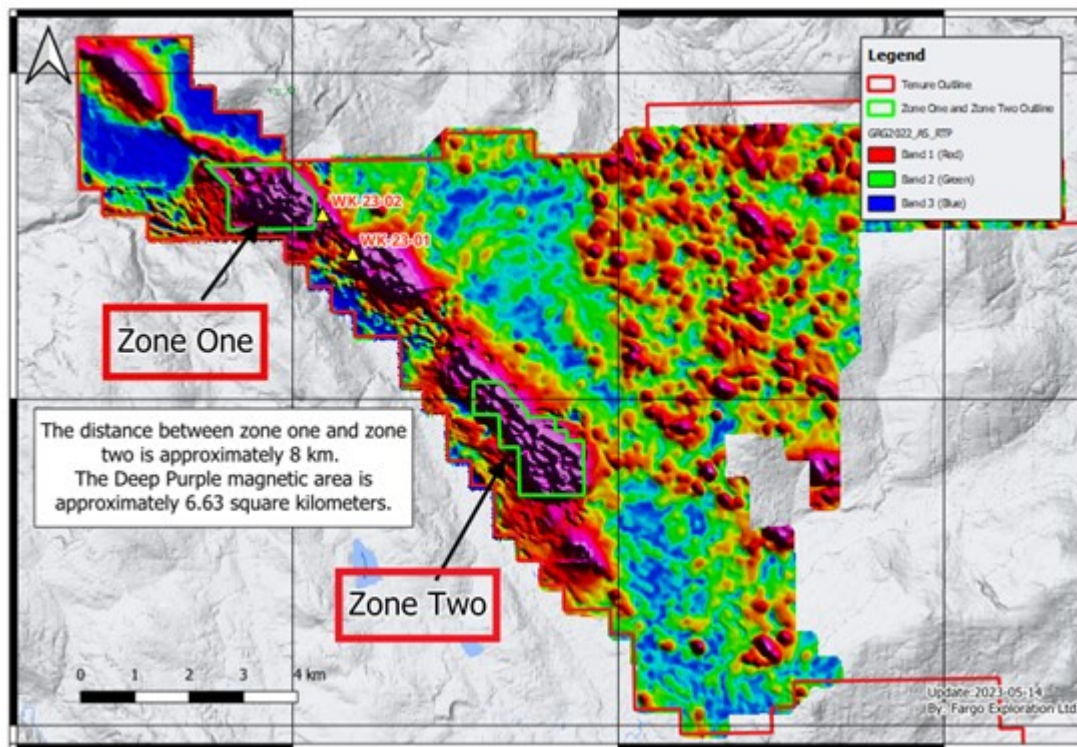 Legend
Tenure Outline
Zone One and Zone Two Outline
GRG2022_AS_RTP
Band 1 (Red)
Band 2 (Green)
Band 3 (Blue)
WK-23-02
WK-23-01
Zone One
The distance between zone one and zone
two is approximately 8 km.
The Deep Purple magnetic area is
approximately 6.63 square kilometers.
Zone Two
0 1 2 3 4 km
Update:2023-05-14
By: Fargo Exploration Ltd